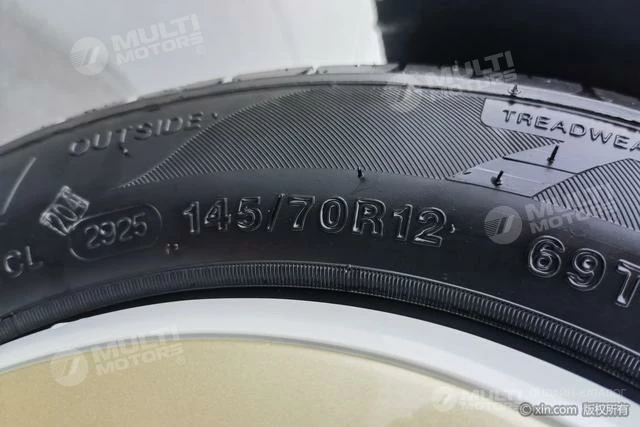 MULTI MOTORS
MULTI MOTORS
OUTSIDE
TREADWEA
CL 2925 145/70R12 69T
MULTI MOTORS
MULTI MOTORS
MULTI MOTORS
@xin.com 版权所有